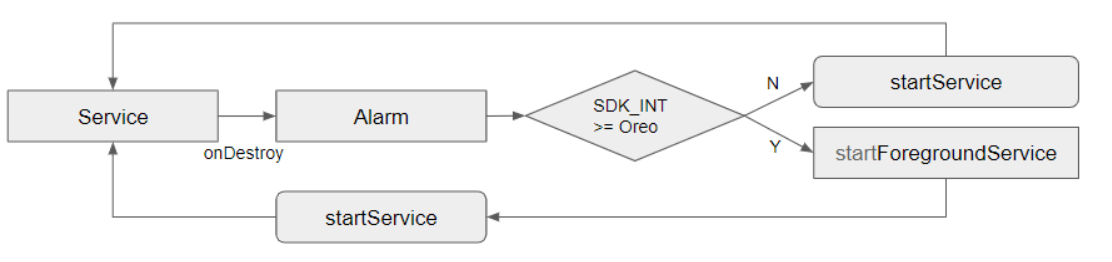 Service
onDestroy
Alarm
SDK_INT
>= Oreo
N
startService
Y
startForegroundService
startService